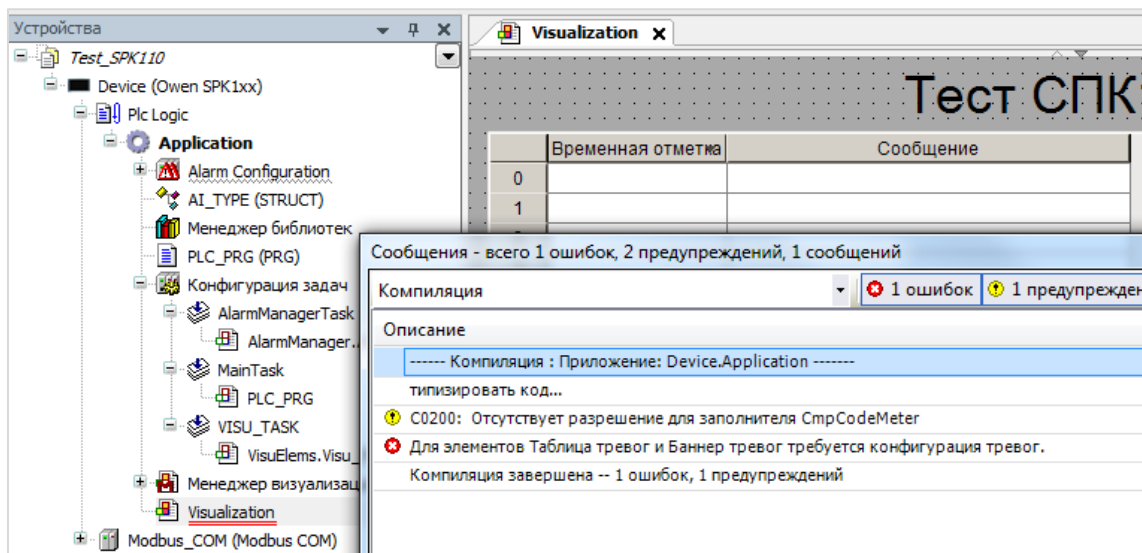 Устройства
Test_SPK110
Device (Owen SPK1xx)
Plc Logic
Application
Alarm Configuration
AI_TYPE (STRUCT)
Менеджер библиотек
PLC_PRG (PRG)
Конфигурация задач
AlarmManagerTask
AlarmManager.
MainTask
PLC_PRG
VISU_TASK
VisuElems.Visu_
Менеджер визуализац
Visualization
Modbus_COM (Modbus COM)
Visualization
Тест СПК
Временная отметка Сообщение
0
1
Сообщения - всего 1 ошибок, 2 предупреждений, 1 сообщений
Компиляция 1 ошибок 1 предупрежден
Описание
------ Компиляция : Приложение: Device.Application -------
типизировать код...
C0200: Отсутствует разрешение для заполнителя CmpCodeMeter
Для элементов Таблица тревог и Баннер тревог требуется конфигурация тревог.
Компиляция завершена -- 1 ошибок, 1 предупреждений